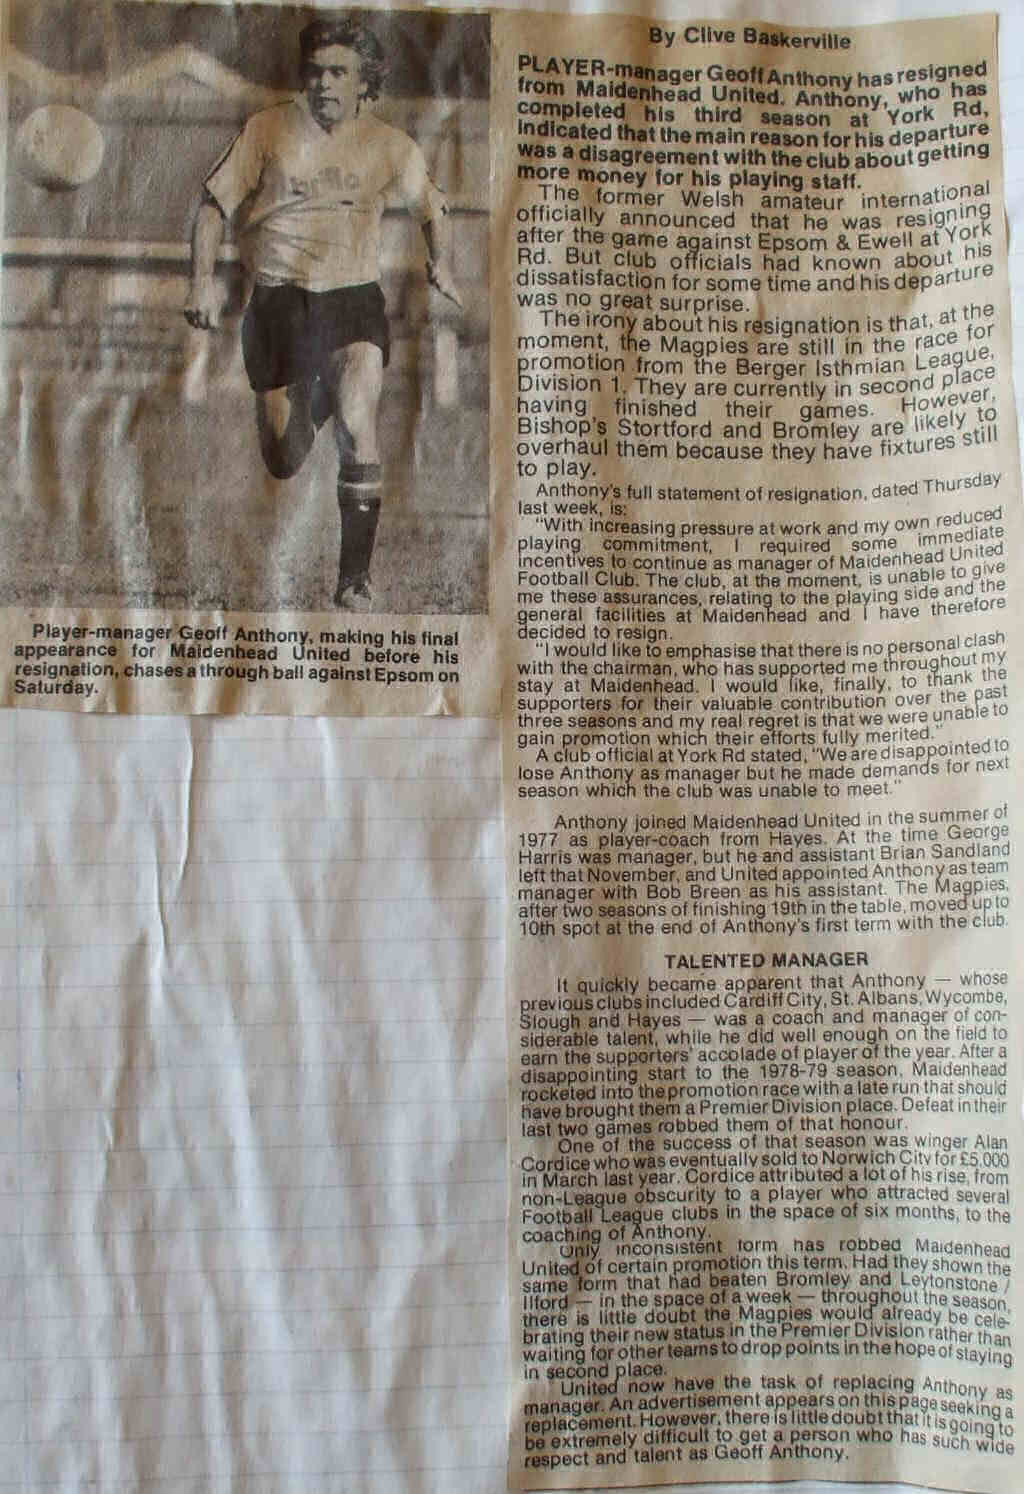 By Clive Baskerville
PLAYER-manager Geoff Anthony has resigned
from Maidenhead United. Anthony, who has
completed his third season at York Rd,
indicated that the main reason for his departure
was a disagreement with the club about getting
more money for his playing staff.
The former Welsh amateur international
officially announced that he was resigning
after the game against Epsom & Ewell at York
Rd. But club officials had known about his
dissatisfaction for some time and his departure
was no great surprise.
The irony about his resignation is that, at the
moment, the Magpies are still in the race for
promotion from the Berger Isthmian League,
Division 1. They are currently in second place
having finished their games. However,
Bishop's Stortford and Bromley are likely to
overhaul them because they have fixtures still
to play.
Anthony's full statement of resignation, dated Thursday
last week, is:
"With increasing pressure at work and my own reduced
playing commitment, I required some immediate
incentives to continue as manager of Maidenhead United
Football Club. The club, at the moment, is unable to give
me these assurances, relating to the playing side and the
general facilities at Maidenhead and I have therefore
decided to resign.
"I would like to emphasise that there is no personal clash
with the chairman, who has supported me throughout my
stay at Maidenhead. I would like, finally, to thank the
supporters for their valuable contribution over the past
three seasons and my real regret is that we were unable to
gain promotion which their efforts fully merited."
A club official at York Rd stated, "We are disappointed to
lose Anthony as manager but he made demands for next
season which the club was unable to meet."
Anthony joined Maidenhead United in the summer of
1977 as player-coach from Hayes. At the time George
Harris was manager, but he and assistant Brian Sandland
left that November, and United appointed Anthony as team
manager with Bob Breen as his assistant. The Magpies,
after two seasons of finishing 19th in the table, moved up to
10th spot at the end of Anthony's first term with the club.
TALENTED MANAGER
It quickly became apparent that Anthony — whose
previous clubs included Cardiff City, St. Albans, Wycombe,
Slough and Hayes — was a coach and manager of con-
siderable talent, while he did well enough on the field to
earn the supporters' accolade of player of the year. After a
disappointing start to the 1978-79 season, Maidenhead
rocketed into the promotion race with a late run that should
have brought them a Premier Division place. Defeat in their
last two games robbed them of that honour.
One of the success of that season was winger Alan
Cordice who was eventually sold to Norwich City for £5,000
in March last year. Cordice attributed a lot of his rise, from
non-League obscurity to a player who attracted several
Football League clubs in the space of six months, to the
coaching of Anthony.
Only inconsistent form has robbed Maidenhead
United of certain promotion this term. Had they shown the
same form that had beaten Bromley and Leytonstone /
Ilford — in the space of a week — throughout the season,
there is little doubt the Magpies would already be cele-
brating their new status in the Premier Division rather than
waiting for other teams to drop points in the hope of staying
in second place.
United now have the task of replacing Anthony as
manager. An advertisement appears on this page seeking a
replacement. However, there is little doubt that it is going to
be extremely difficult to get a person who has such wide
respect and talent as Geoff Anthony.
Player-manager Geoff Anthony, making his final
appearance for Maidenhead United before his
resignation, chases a through ball against Epsom on
Saturday.